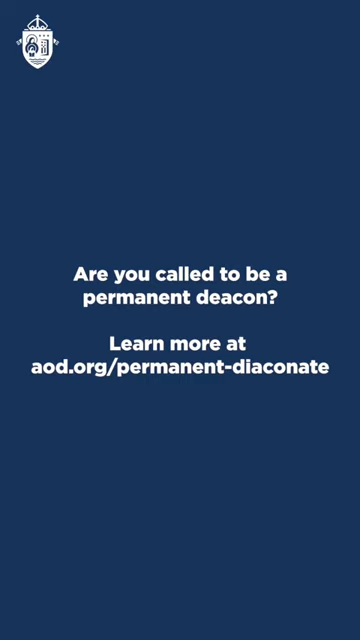 Are you called to be a
permanent deacon?
Learn more at
aod.org/permanent-diaconate